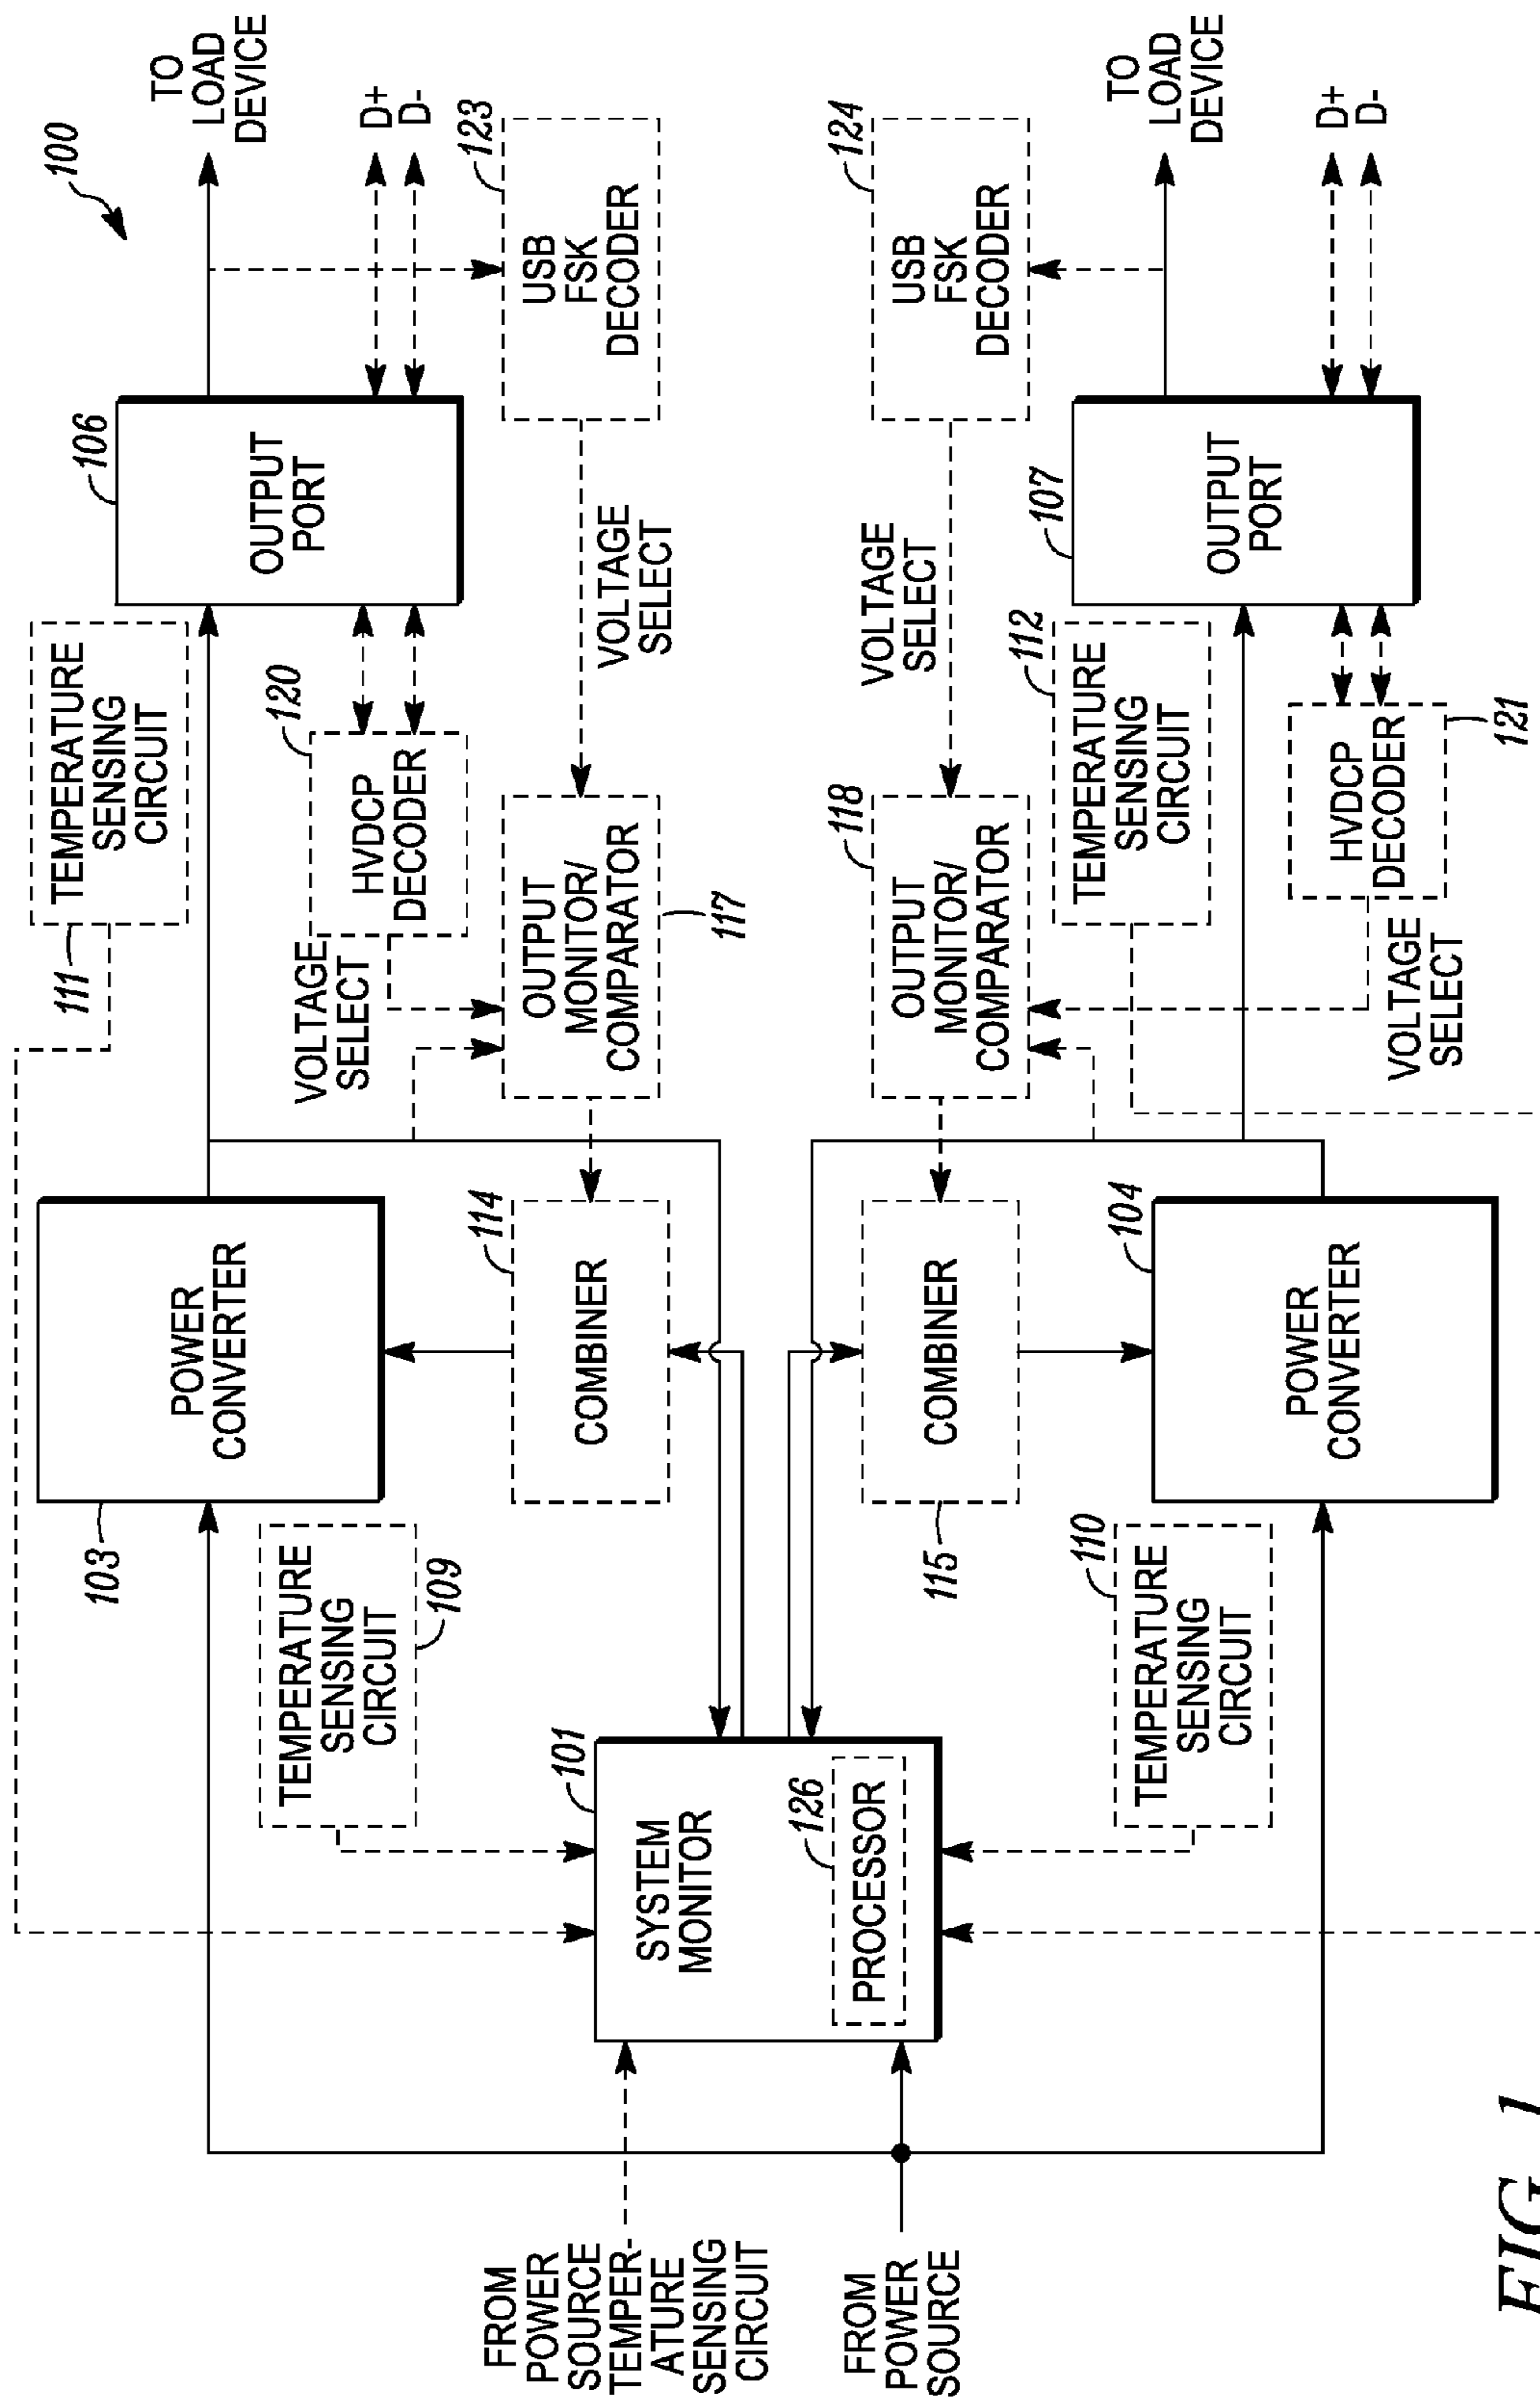 100
TO
LOAD
DEVICE
D+
D-
106
OUTPUT
PORT
123
USB
FSK
DECODER
VOLTAGE
SELECT
TEMPERATURE
SENSING
CIRCUIT
111
120
HVDCP
DECODER
VOLTAGE
SELECT
OUTPUT
MONITOR/
COMPARATOR
117
103
POWER
CONVERTER
114
COMBINER
TEMPERATURE
SENSING
CIRCUIT
109
101
SYSTEM
MONITOR
126
PROCESSOR
FROM
POWER
SOURCE
TEMPER-
ATURE
SENSING
CIRCUIT
FROM
POWER
SOURCE
124
USB
FSK
DECODER
TO
LOAD
DEVICE
D+
D-
VOLTAGE
SELECT
107
OUTPUT
PORT
118
OUTPUT
MONITOR/
COMPARATOR
112
TEMPERATURE
SENSING
CIRCUIT
HVDCP
DECODER
121
VOLTAGE
SELECT
COMBINER
115
104
POWER
CONVERTER
110
TEMPERATURE
SENSING
CIRCUIT
FIG. 1